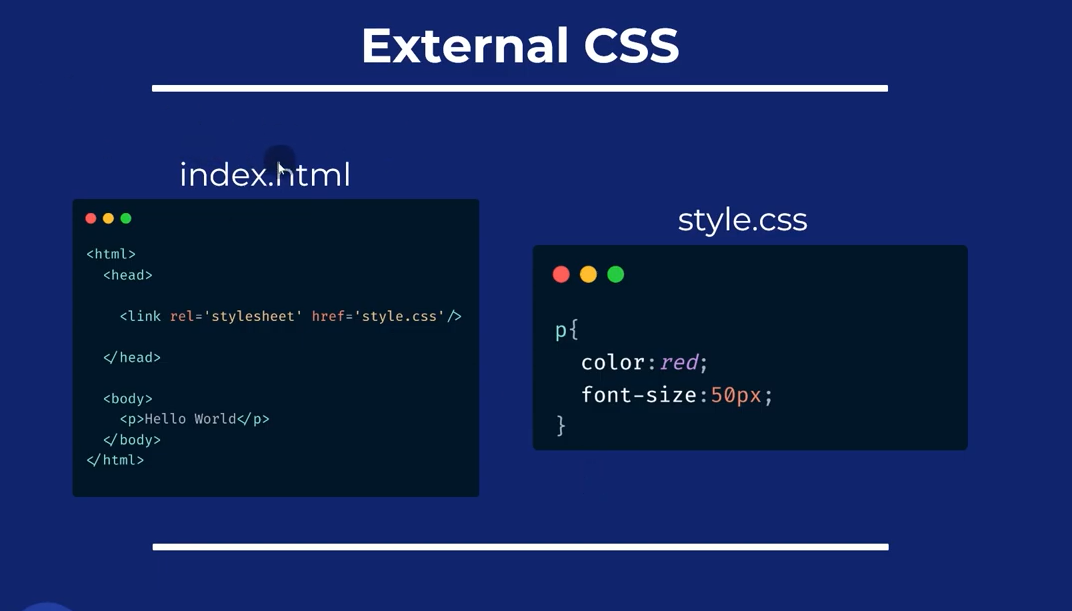 External CSS
index.html
<html>
  <head>
    <link rel='stylesheet' href='style.css'/>
  </head>
  <body>
    <p>Hello World</p>
  </body>
</html>
style.css
p{
  color:red;
  font-size:50px;
}